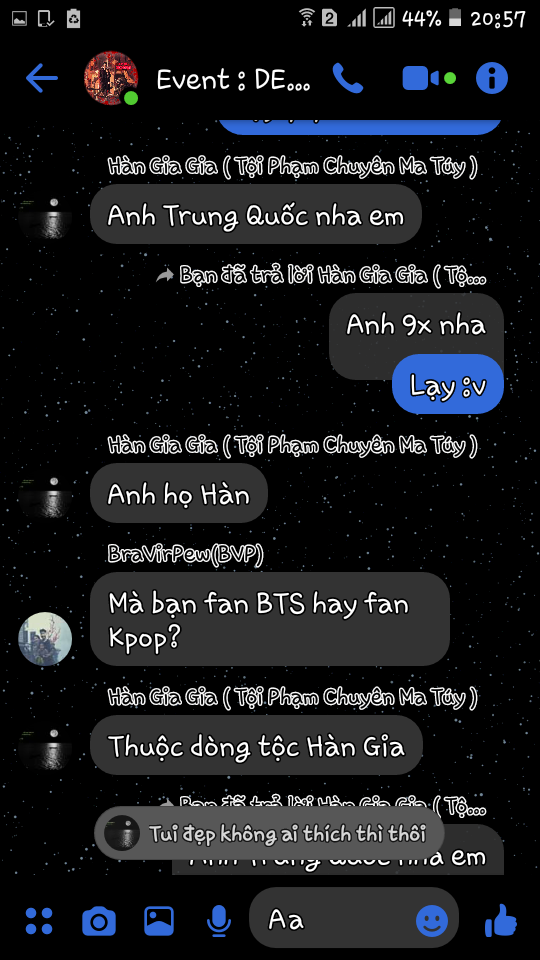 2 44% 20:57
Event : DE...
Hàn Gia Gia ( Tội Phạm Chuyên Ma Túy )
Anh Trung Quốc nha em
Bạn đã trả lời Hàn Gia Gia ( Tộ...
Anh 9x nha
Lạy :v
Hàn Gia Gia ( Tội Phạm Chuyên Ma Túy )
Anh họ Hàn
BraVirPew(BVP)
Mà bạn fan BTS hay fan
Kpop?
Hàn Gia Gia ( Tội Phạm Chuyên Ma Túy )
Thuộc dòng tộc Hàn Gia
Bạn đã trả lời Hàn Gia Gia ( Tộ...
Tui đẹp không ai thích thì thôi
Anh Trung Quốc nha em
Aa